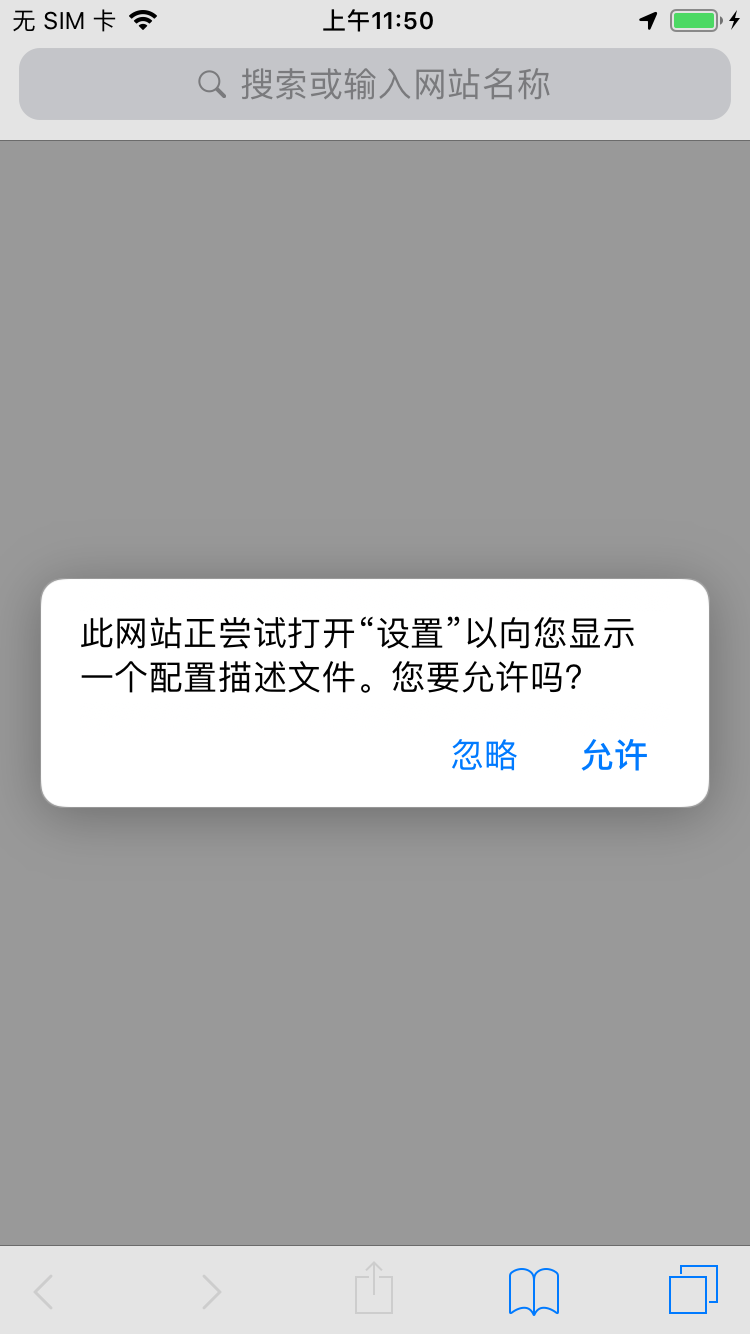 无 SIM 卡 上午11:50
搜索或输入网站名称
此网站正尝试打开“设置”以向您显示
一个配置描述文件。您要允许吗?
忽略 允许